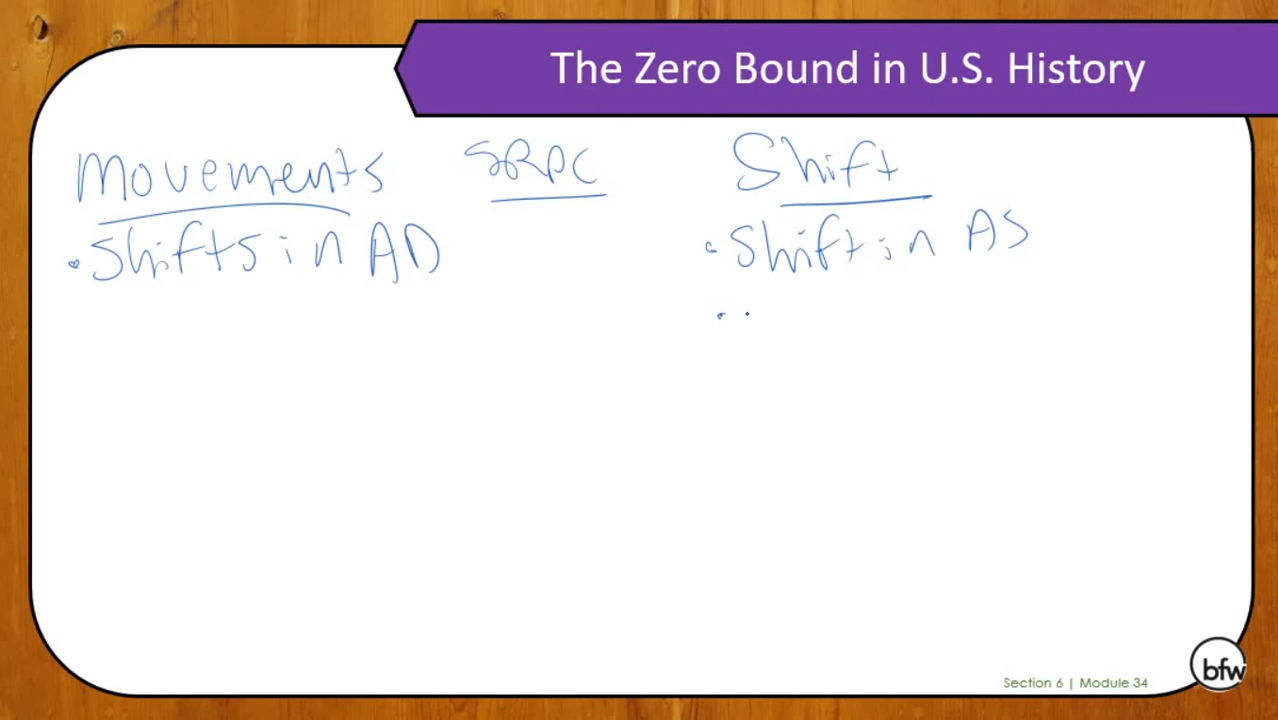 The Zero Bound in U.S. History
Movements SRPC Shift
• Shifts in AD • Shift in AS
Section 6 | Module 34
bfw